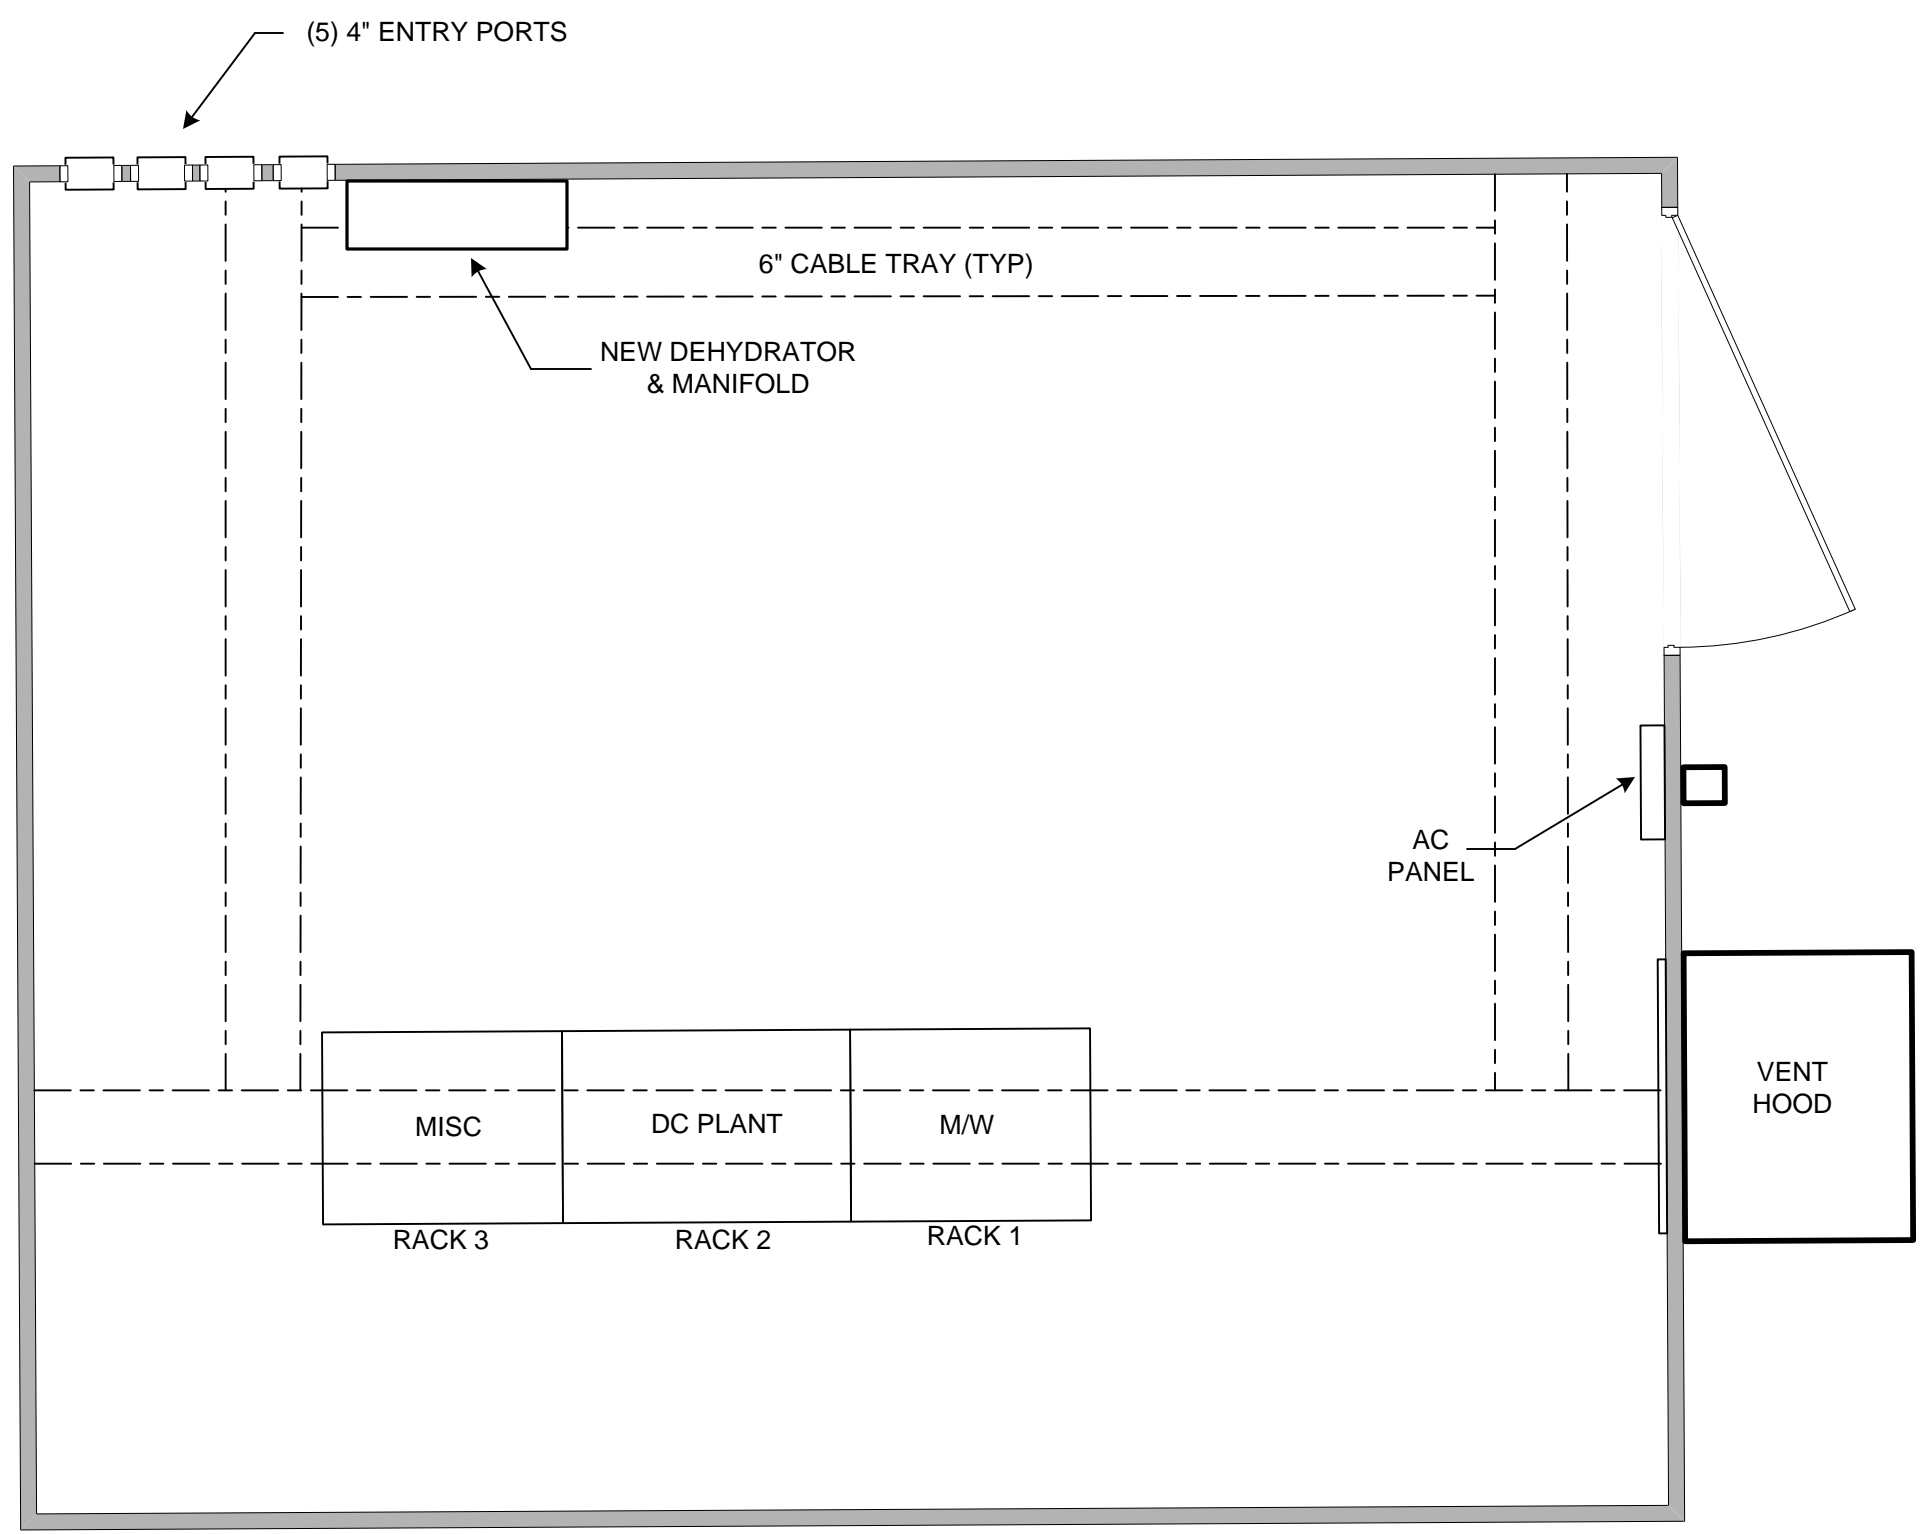 (5) 4" ENTRY PORTS
6" CABLE TRAY (TYP)
NEW DEHYDRATOR
& MANIFOLD
AC
PANEL
VENT
HOOD
MISC
DC PLANT
M/W
RACK 3
RACK 2
RACK 1